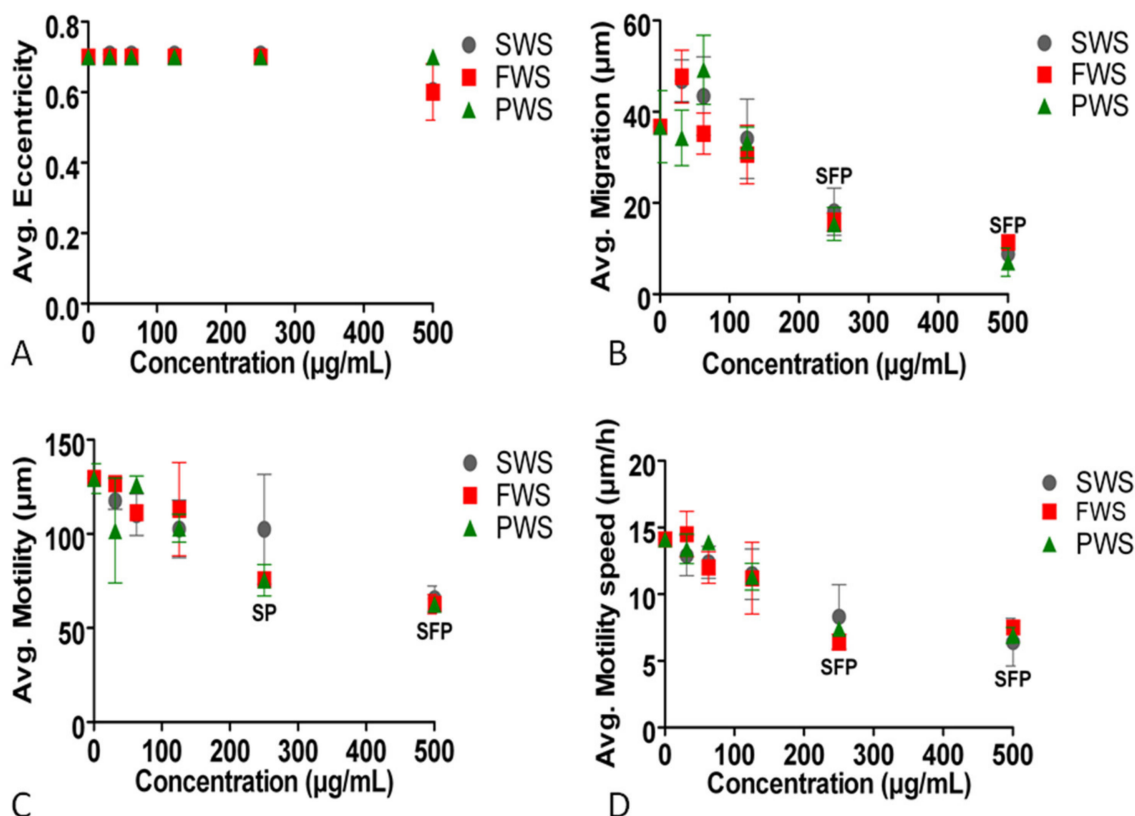 Avg. Eccentricity
0.8
0.6
0.4
0.2
0.0
0 100 200 300 400 500
Concentration (µg/mL)
SWS
FWS
PWS
A
Avg. Migration (µm)
60
40
20
0
SFP
SFP
0 100 200 300 400 500
Concentration (µg/mL)
SWS
FWS
PWS
B
Avg. Motility (µm)
150
100
50
0
SP
SFP
0 100 200 300 400 500
Concentration (µg/mL)
SWS
FWS
PWS
C
Avg. Motility speed (µm/h)
20
15
10
5
0
SFP
SFP
0 100 200 300 400 500
Concentration (µg/mL)
SWS
FWS
PWS
D